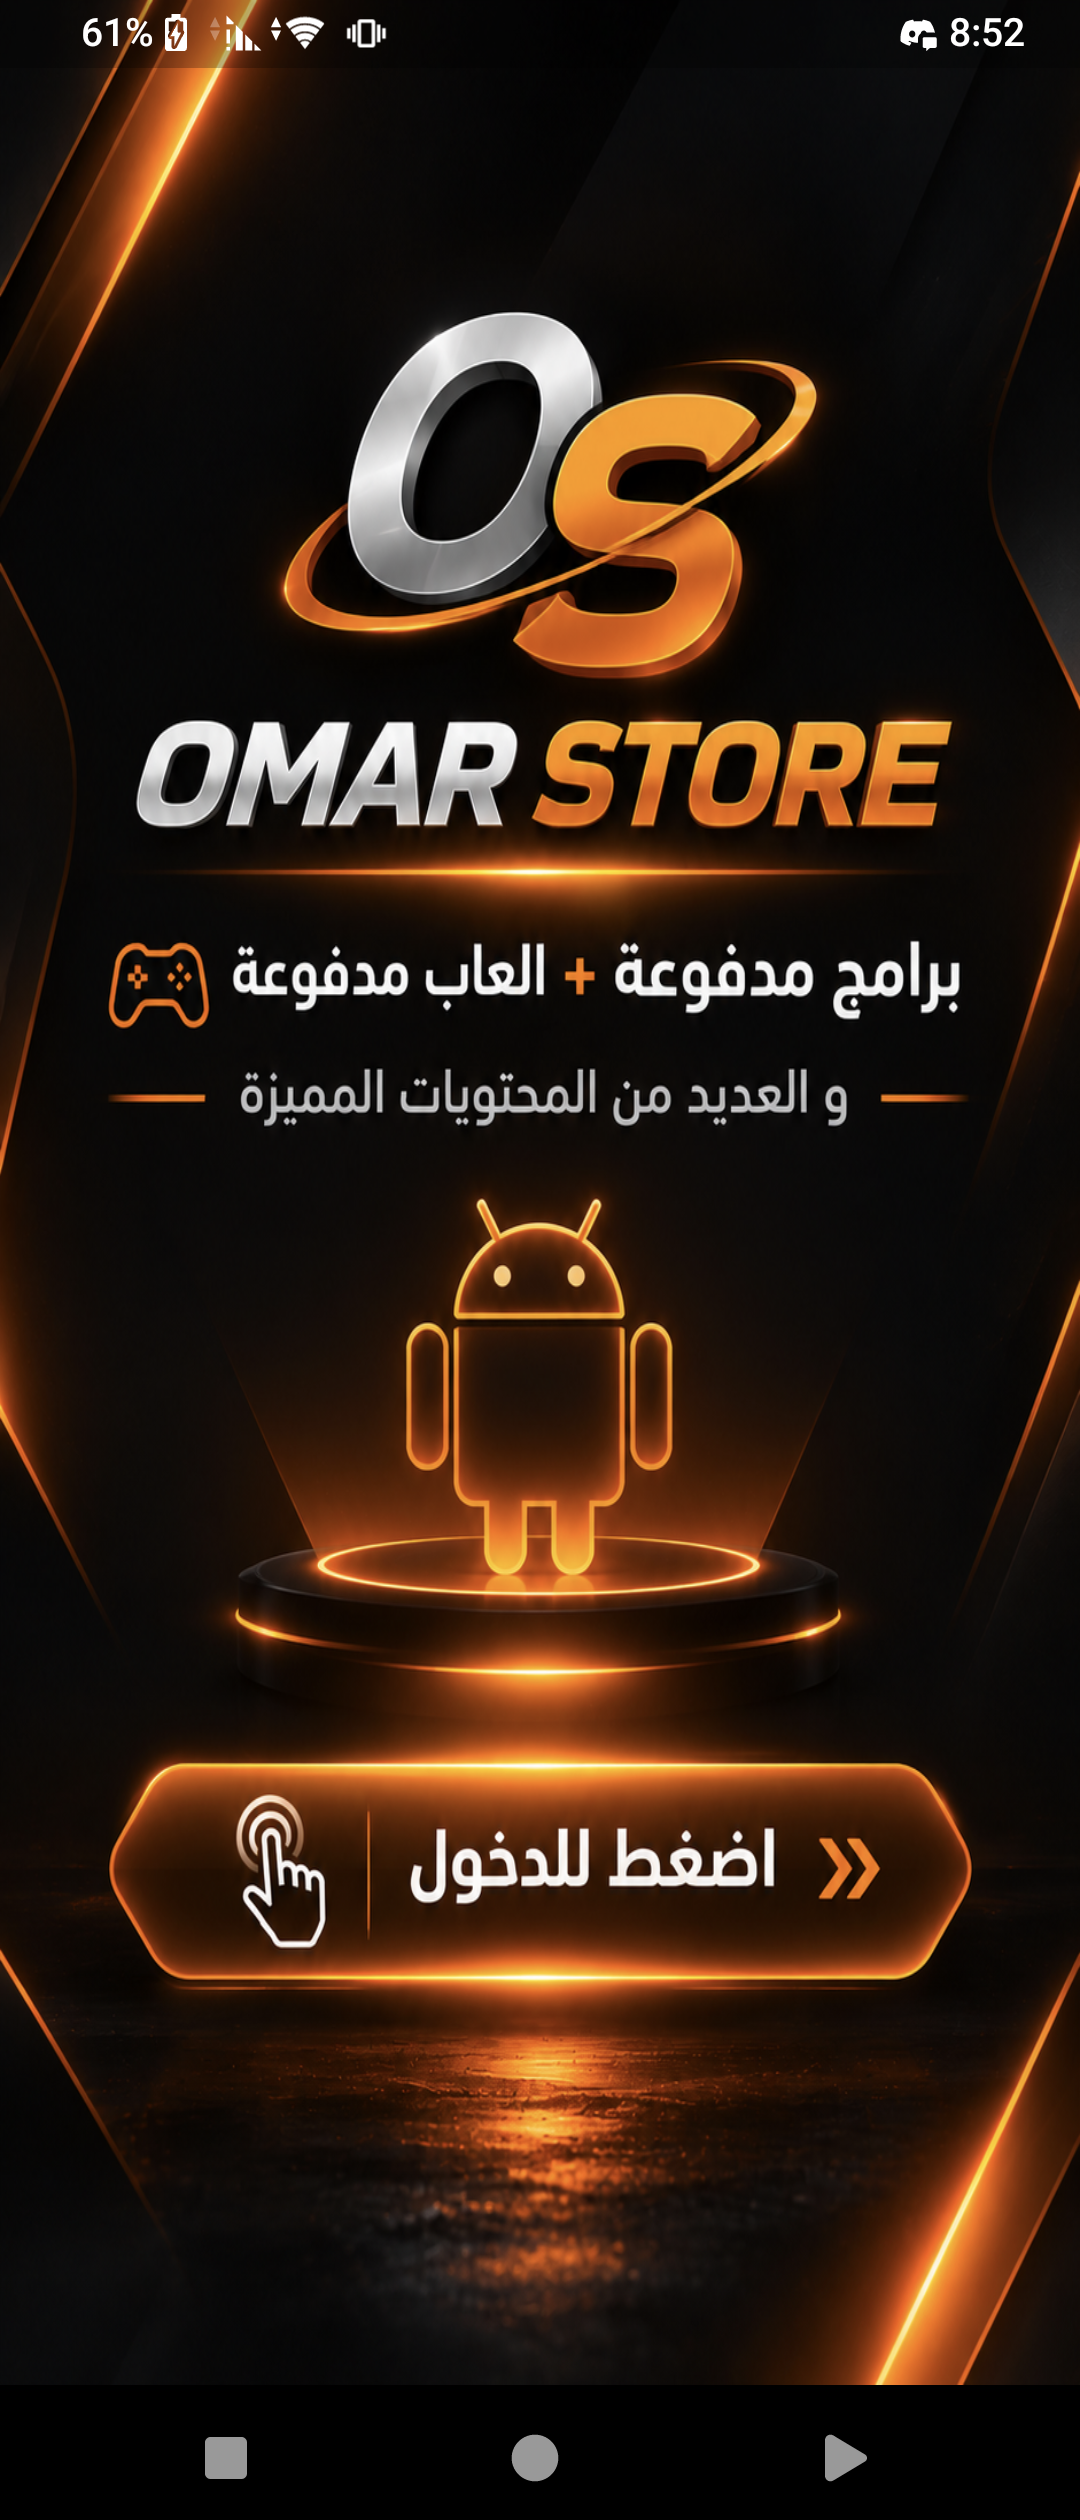 61%
8:52
OS
OMAR STORE
برامج مدفوعة + العاب مدفوعة
و العديد من المحتويات المميزة
اضغط للدخول